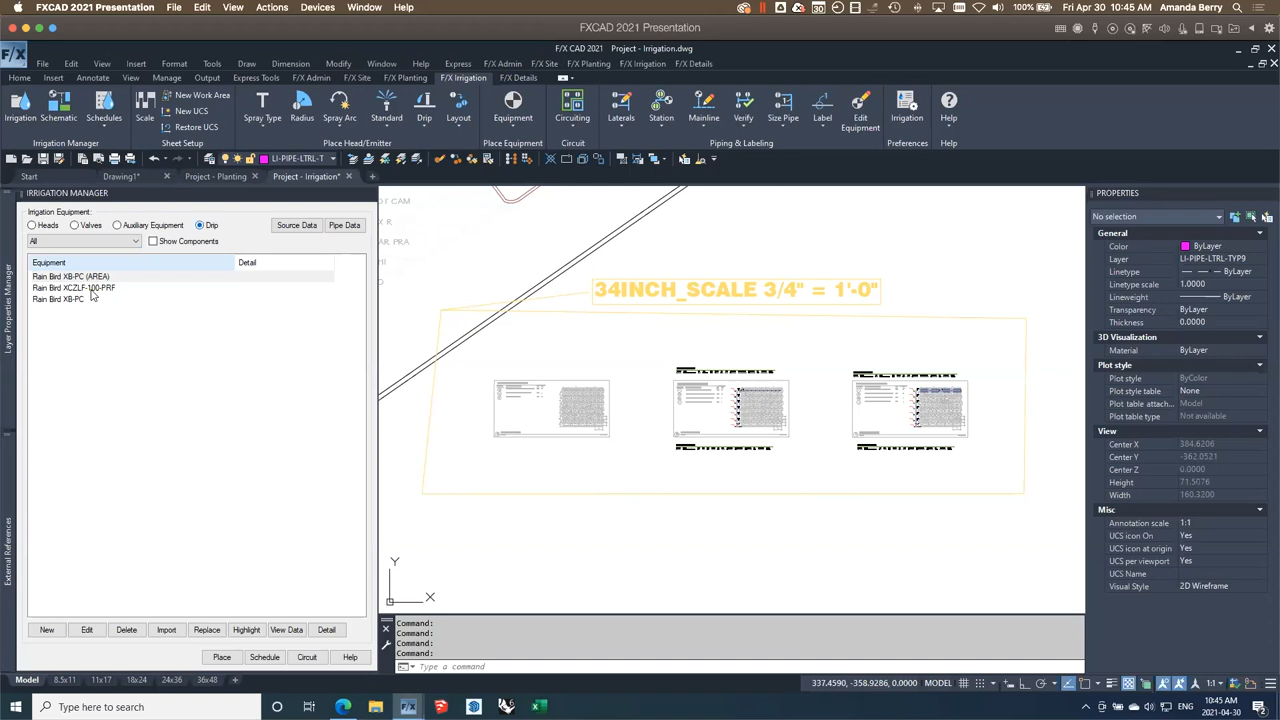 Window Help 100% Fri Apr 30 10:45 AM Amanda Berry
FXCAD 2021 Presentation FXCAD 2021 Presentation
F/X CAD 2021 Project - Irrigation.dwg
F/X File Edit View Insert Format Tools Draw Dimension Modify Window Help Express F/X Admin F/X Site F/X Planting F/X Irrigation F/X Details
Home Insert Annotate View Manage Output Express Tools F/X Admin F/X Site F/X Planting F/X Irrigation F/X Details
New Work Area
New UCS
Restore UCS
Irrigation Schematic Schedules Scale Spray Type Radius Spray Arc Standard Drip Layout Equipment Circuiting Laterals Station Mainline Verify Size Pipe Label Edit Equipment Irrigation Help
Irrigation Manager Sheet Setup Place Head/Emitter Place Equipment Circuit Piping & Labeling Preferences Help
LI-PIPE-LTRL-T
Start Drawing1* Project - Planting Project - Irrigation*
IRRIGATION MANAGER
Irrigation Equipment:
Heads Valves Auxiliary Equipment Drip Source Data Pipe Data
All Show Components
Equipment Detail
Rain Bird XB-PC (AREA)
Rain Bird XCZLF-100-PRF
Rain Bird XB-PC
New Edit Delete Import Replace Highlight View Data Detail
Place Schedule Circuit Help
Layer Properties Manager
External References
34INCH_SCALE 3/4" = 1'-0"
Y
X
PROPERTIES
No selection
General
Color ByLayer
Layer LI-PIPE-LTRL-TYP9
Linetype ByLayer
Linetype scale 1.0000
Lineweight ByLayer
Transparency ByLayer
Thickness 0.0000
3D Visualization
Material ByLayer
Plot style
Plot style ByColor
Plot style table None
Plot table attach... Model
Plot table type Not available
View
Center X 384.6206
Center Y -362.0521
Center Z 0.0000
Height 71.5076
Width 160.3200
Misc
Annotation scale 1:1
UCS icon On Yes
UCS icon at origin Yes
UCS per viewport Yes
UCS Name
Visual Style 2D Wireframe
Command:
Command:
Command:
Command:
Type a command
Model 8.5x11 11x17 18x24 24x36 36x48 + 337.4590, -358.9286, 0.0000 MODEL 1:1
Type here to search
10:45 AM
2021-04-30